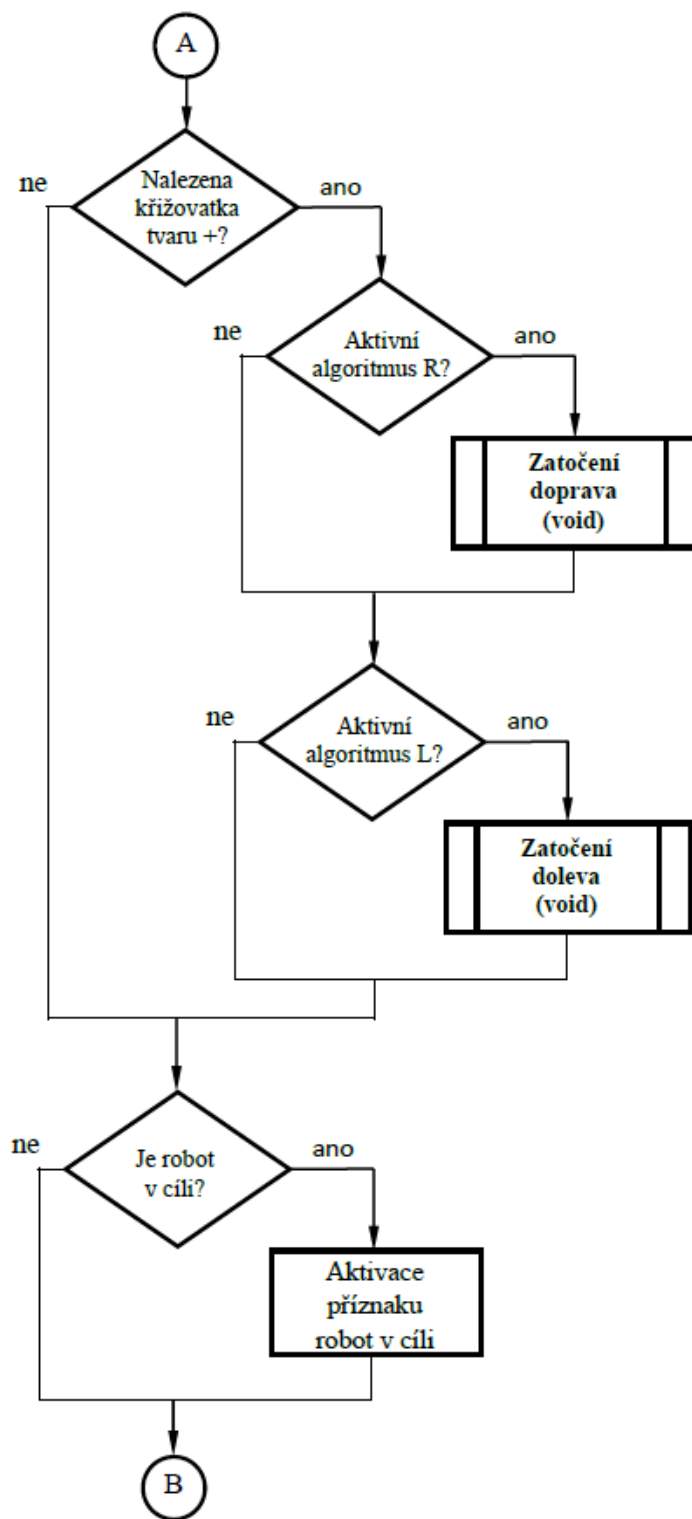 A
Nalezena
křižovatka
tvaru +?
ne
ano
Aktivní
algoritmus R?
ne
ano
Zatočení
doprava
(void)
Aktivní
algoritmus L?
ne
ano
Zatočení
doleva
(void)
Je robot
v cíli?
ne
ano
Aktivace
příznaku
robot v cíli
B